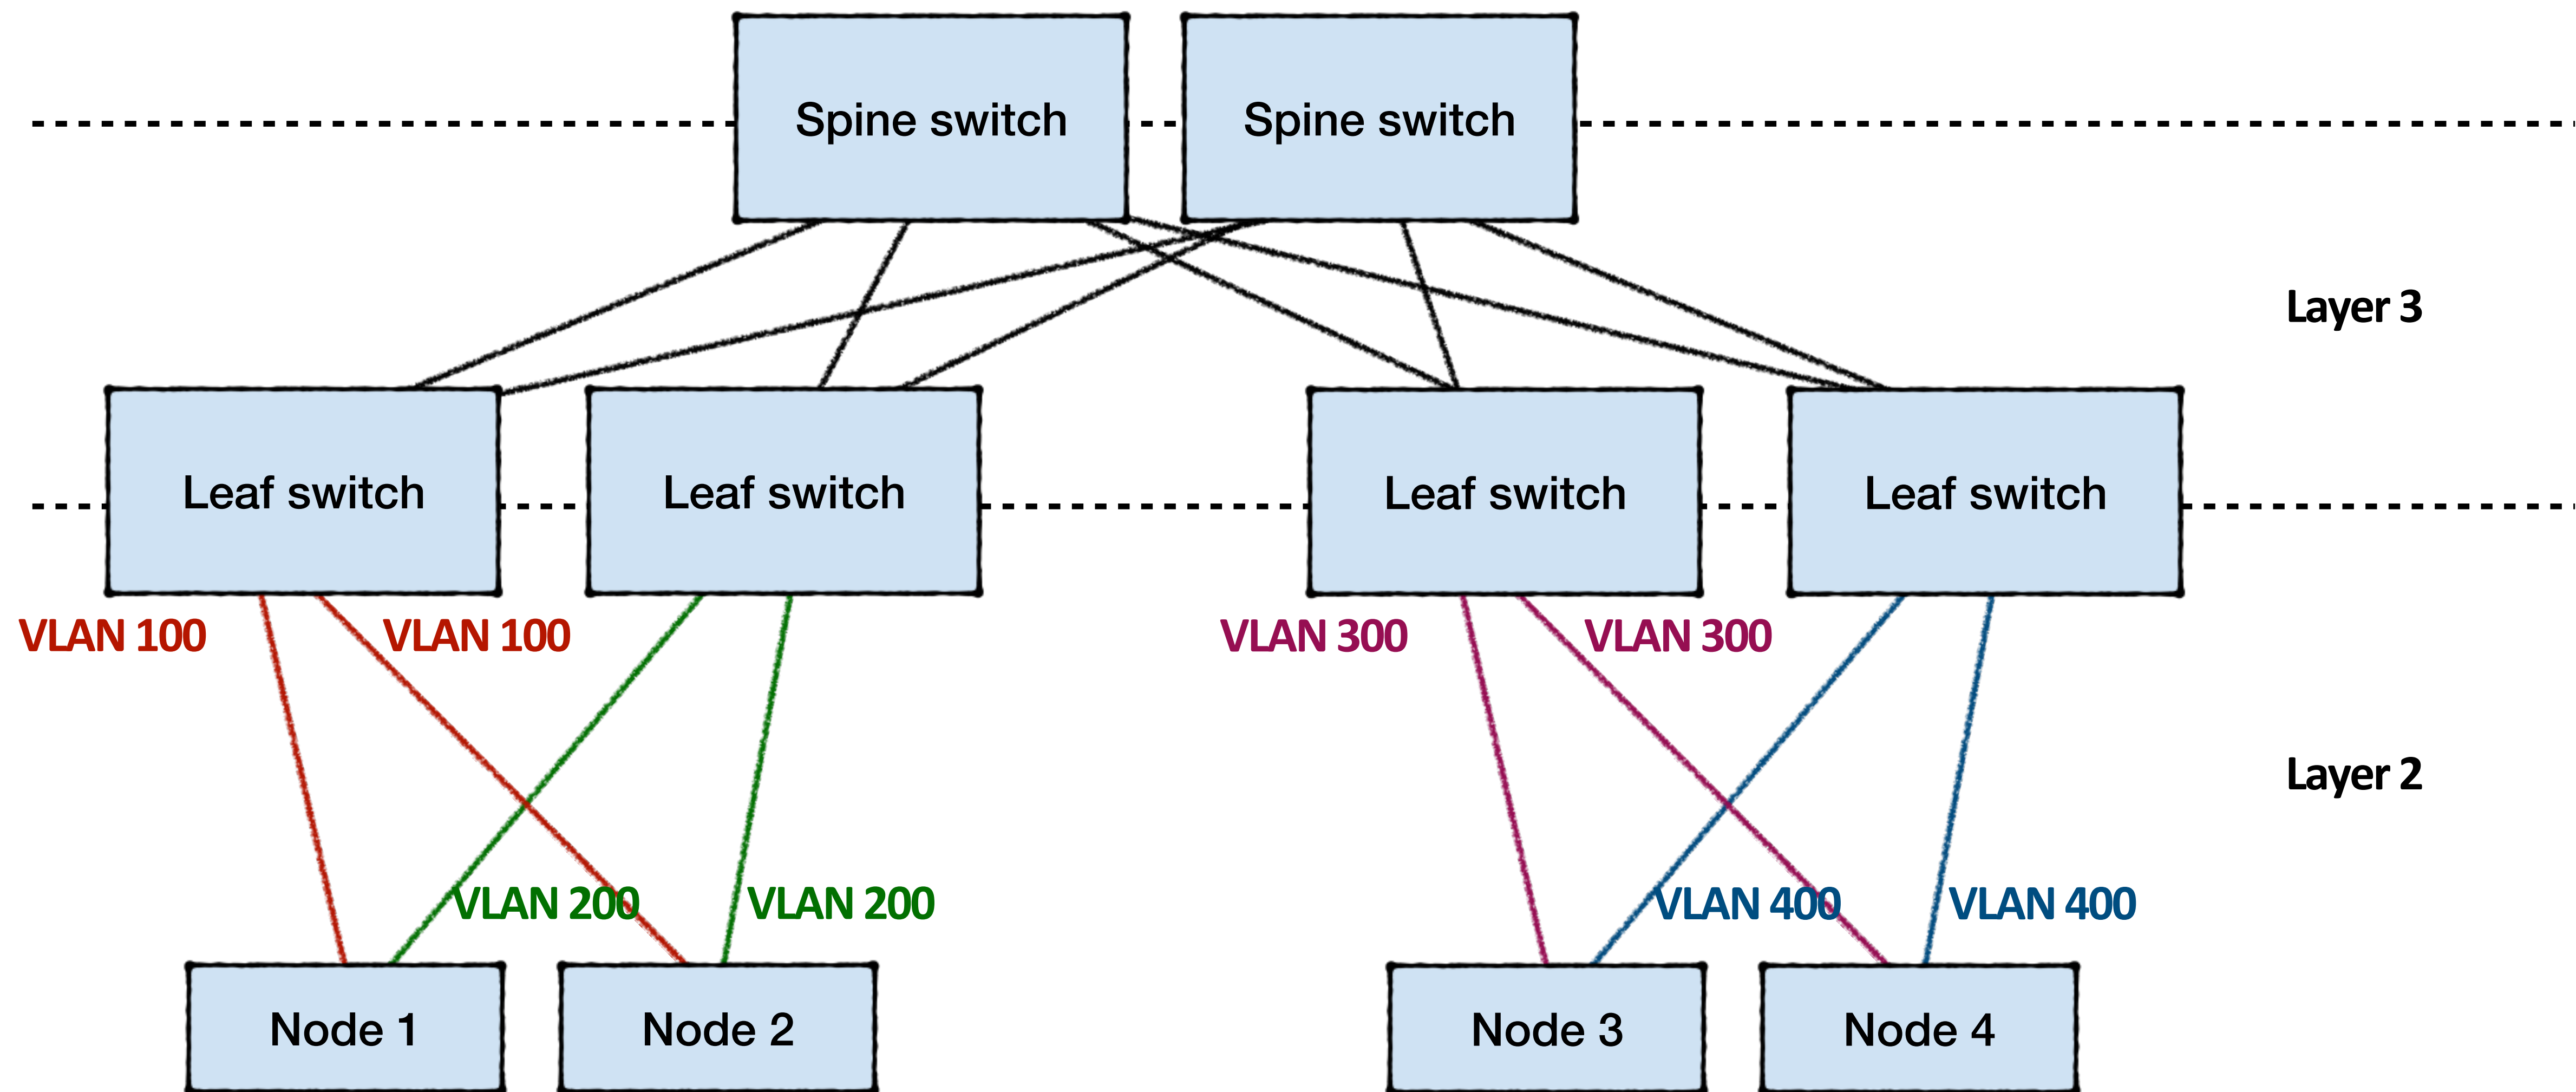 Spine switch
Spine switch
Layer 3
Leaf switch
Leaf switch
Leaf switch
Leaf switch
VLAN 100
VLAN 100
VLAN 300
VLAN 300
Layer 2
VLAN 200
VLAN 200
VLAN 400
VLAN 400
Node 1
Node 2
Node 3
Node 4